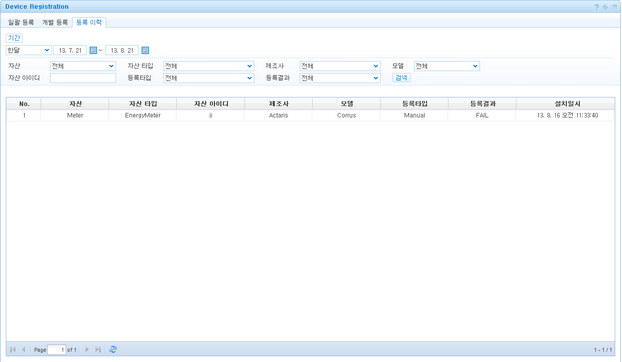 Device Registration
일괄 등록 개별 등록 등록 이력
기간
한달 13. 7. 21 ~ 13. 8. 21
자산 전체 자산 타입 전체 제조사 전체 모델 전체
자산 아이디 등록타입 전체 등록결과 전체 검색
No. 자산 자산 타입 자산 아이디 제조사 모델 등록타입 등록결과 설치일시
1 Meter EnergyMeter jj Actaris Corrus Manual FAIL 13. 8. 16 오전 11:33:40
Page 1 of 1 1 - 1 / 1